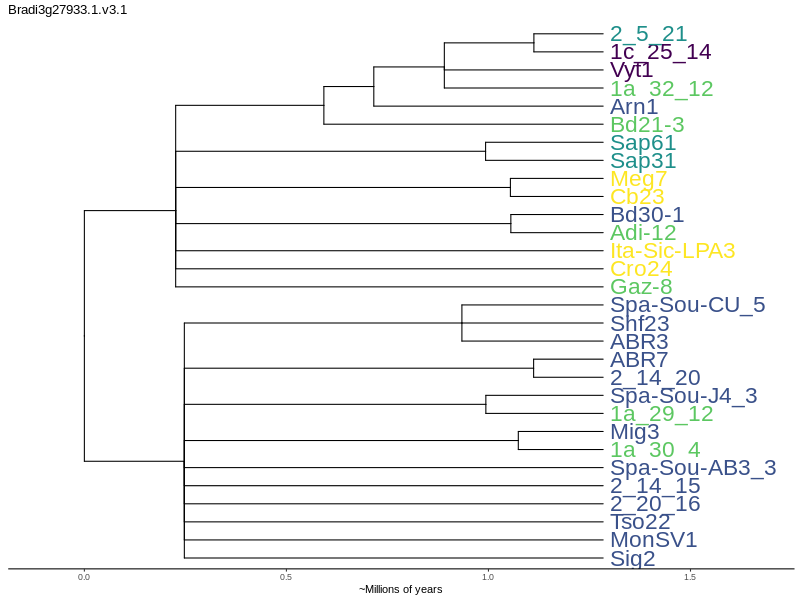 Bradi3g27933.1.v3.1
2_5_21
1c_25_14
Vyt1
1a_32_12
Arn1
Bd21-3
Sap61
Sap31
Meg7
Cb23
Bd30-1
Adi-12
Ita-Sic-LPA3
Cro24
Gaz-8
Spa-Sou-CU_5
Shf23
ABR3
ABR7
2_14_20
Spa-Sou-J4_3
1a_29_12
Mig3
1a_30_4
Spa-Sou-AB3_3
2_14_15
2_20_16
Tso22
MonSV1
Sig2
0.0 0.5 1.0 1.5
~Millions of years